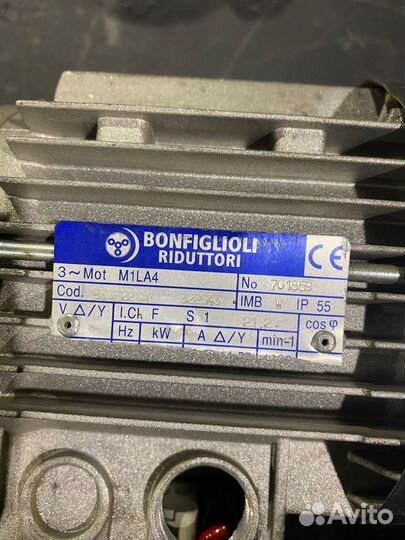 BONFIGLIOLI
RIDUTTORI
CE
3~Mot M1LA4
No 701859
Cod.
IMB W IP 55
V Δ/Y I.Cl F S 1 cosφ
Hz kW A Δ/Y min-1
Avito